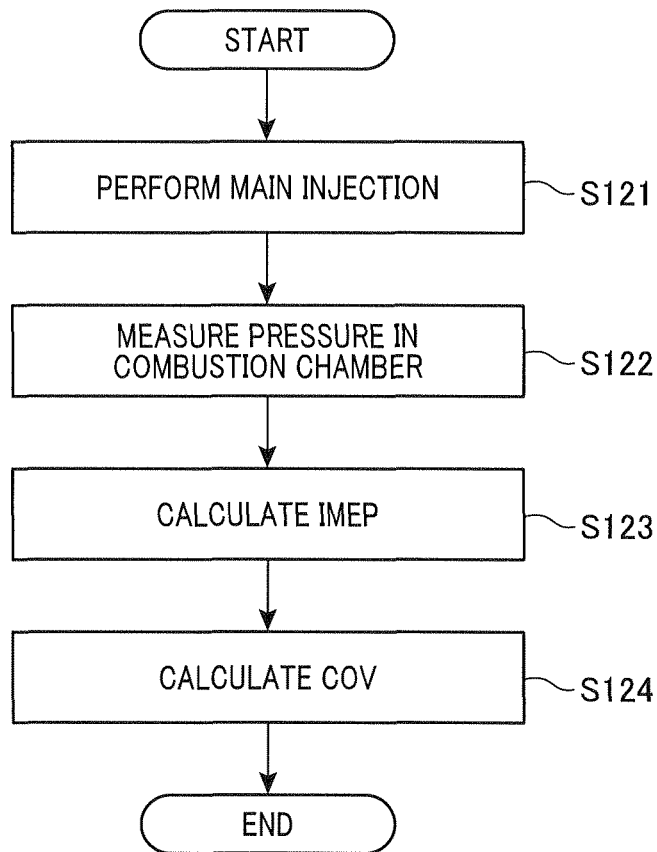 START
PERFORM MAIN INJECTION
S121
MEASURE PRESSURE IN
COMBUSTION CHAMBER
S122
CALCULATE IMEP
S123
CALCULATE COV
S124
END